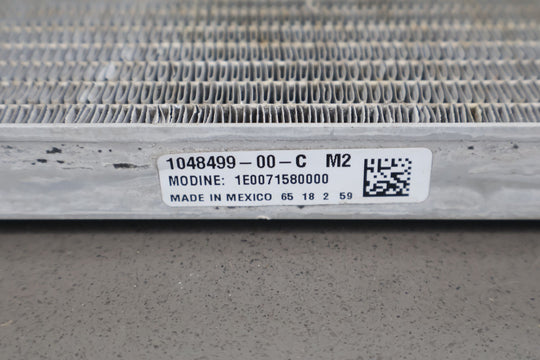 1048499-00-C M2
MODINE: 1E0071580000
MADE IN MEXICO 65 18 2 59